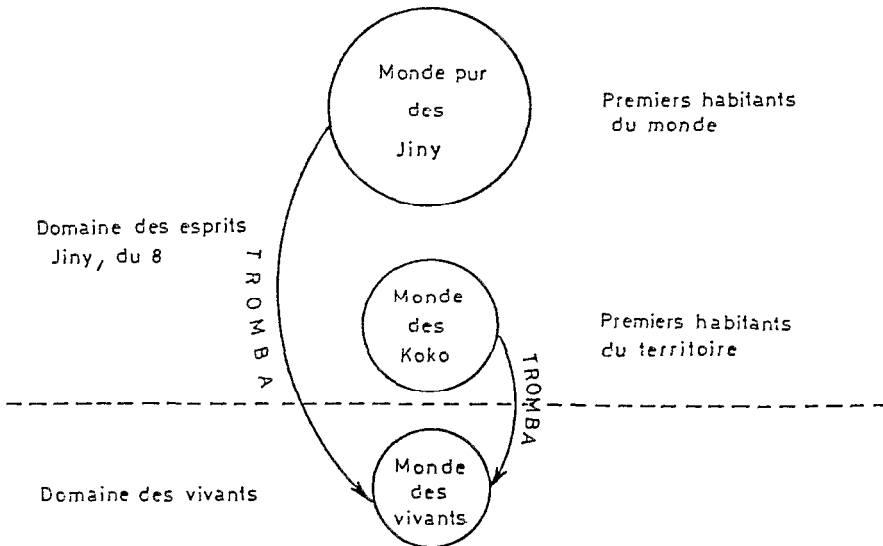 Monde pur
des
Jiny
Premiers habitants
du monde
Domaine des esprits
Jiny, du 8
TROMBA
Monde
des
Koko
Premiers habitants
du territoire
TROMBA
Domaine des vivants
Monde
des
vivants